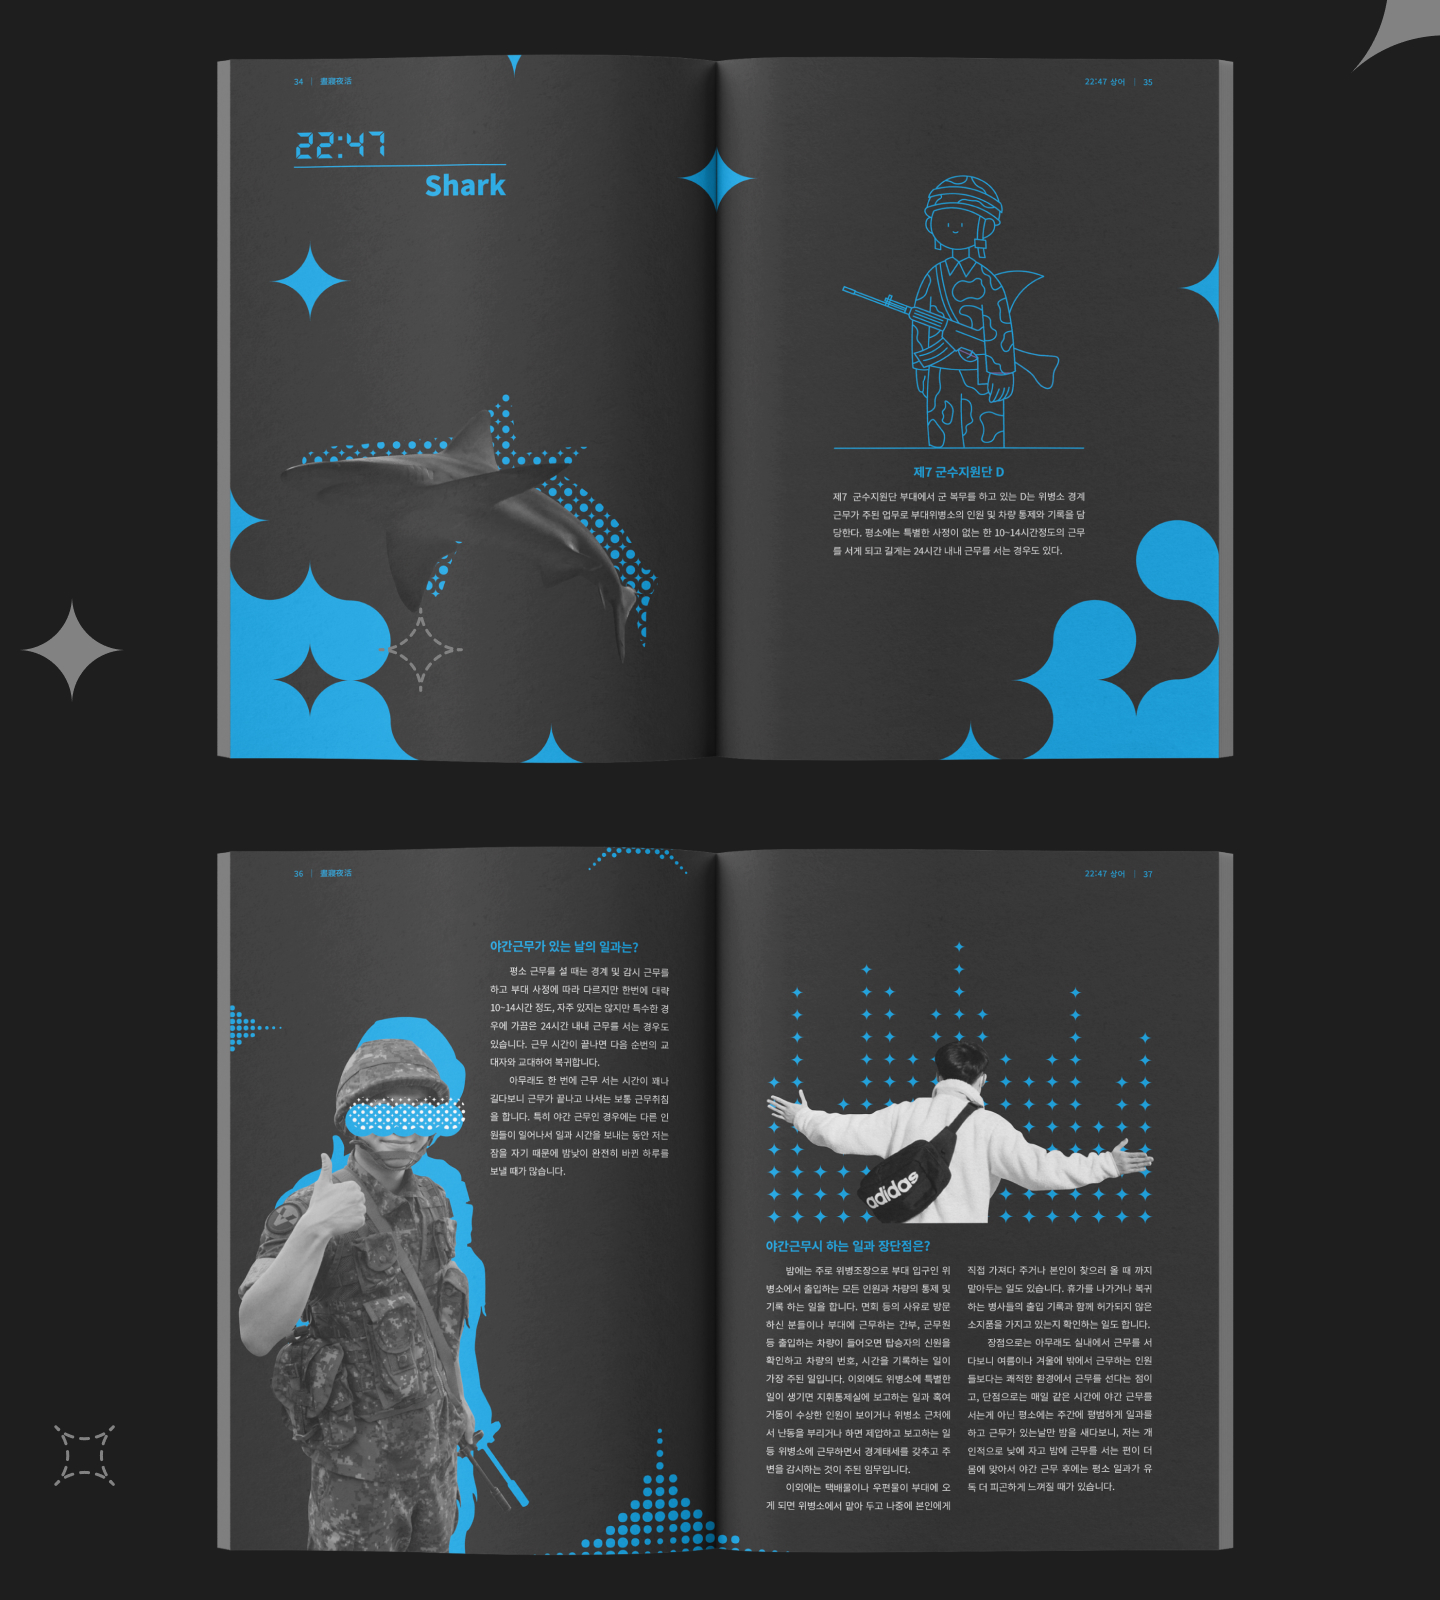 34 | 晝寢夜活
22:47
Shark
22:47 상어 | 35
제7 군수지원단 D
제7 군수지원단 부대에서 군 복무를 하고 있는 D는 위병소 경계
근무가 주된 업무로 부대위병소의 인원 및 차량 통제와 기록을 담
당한다. 평소에는 특별한 사정이 없는 한 10~14시간정도의 근무
를 서게 되고 길게는 24시간 내내 근무를 서는 경우도 있다.
36 | 晝寢夜活
야간근무가 있는 날의 일과는?
평소 근무를 설 때는 경계 및 감시 근무를
하고 부대 사정에 따라 다르지만 한번에 대략
10~14시간 정도, 자주 있지는 않지만 특수한 경
우에 가끔은 24시간 내내 근무를 서는 경우도
있습니다. 근무 시간이 끝나면 다음 순번의 교
대자와 교대하여 복귀합니다.
아무래도 한 번에 근무 서는 시간이 꽤나
길다보니 근무가 끝나고 나서는 보통 근무취침
을 합니다. 특히 야간 근무인 경우에는 다른 인
원들이 일어나서 일과 시간을 보내는 동안 저는
잠을 자기 때문에 밤낮이 완전히 바뀐 하루를
보낼 때가 많습니다.
22:47 상어 | 37
adidas
야간근무시 하는 일과 장단점은?
밤에는 주로 위병조장으로 부대 입구인 위
병소에서 출입하는 모든 인원과 차량의 통제 및
기록 하는 일을 합니다. 면회 등의 사유로 방문
하신 분들이나 부대에 근무하는 간부, 군무원
등 출입하는 차량이 들어오면 탑승자의 신원을
확인하고 차량의 번호, 시간을 기록하는 일이
가장 주된 일입니다. 이외에도 위병소에 특별한
일이 생기면 지휘통제실에 보고하는 일과 혹여
거동이 수상한 인원이 보이거나 위병소 근처에
서 난동을 부리거나 하면 제압하고 보고하는 일
등 위병소에 근무하면서 경계태세를 갖추고 주
변을 감시하는 것이 주된 임무입니다.
이외에는 택배물이나 우편물이 부대에 오
게 되면 위병소에서 맡아 두고 나중에 본인에게
직접 가져다 주거나 본인이 찾으러 올 때 까지
맡아두는 일도 있습니다. 휴가를 나가거나 복귀
하는 병사들의 출입 기록과 함께 허가되지 않은
소지품을 가지고 있는지 확인하는 일도 합니다.
장점으로는 아무래도 실내에서 근무를 서
다보니 여름이나 겨울에 밖에서 근무하는 인원
들보다는 쾌적한 환경에서 근무를 선다는 점이
고, 단점으로는 매일 같은 시간에 야간 근무를
서는게 아닌 평소에는 주간에 평범하게 일과를
하고 근무가 있는날만 밤을 새다보니, 저는 개
인적으로 낮에 자고 밤에 근무를 서는 편이 더
몸에 맞아서 야간 근무 후에는 평소 일과가 유
독 더 피곤하게 느껴질 때가 있습니다.